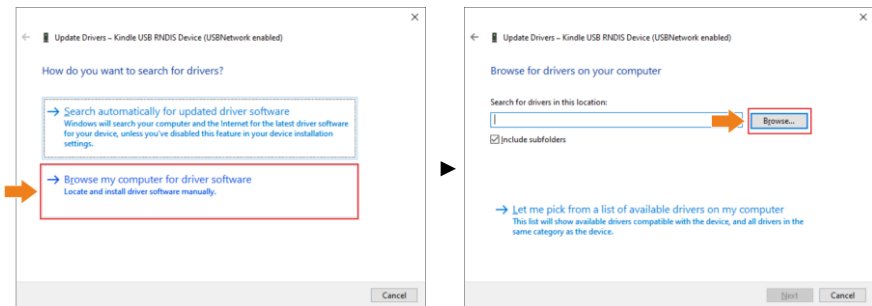 Update Drivers – Kindle USB RNDIS Device (USBNetwork enabled)
How do you want to search for drivers?
Search automatically for updated driver software
Windows will search your computer and the Internet for the latest driver software
for your device, unless you've disabled this feature in your device installation
settings.
Browse my computer for driver software
Locate and install driver software manually.
Cancel
Update Drivers – Kindle USB RNDIS Device (USBNetwork enabled)
Browse for drivers on your computer
Search for drivers in this location:
Browse...
Include subfolders
Let me pick from a list of available drivers on my computer
This list will show available drivers compatible with the device, and all drivers in the
same category as the device.
Next
Cancel